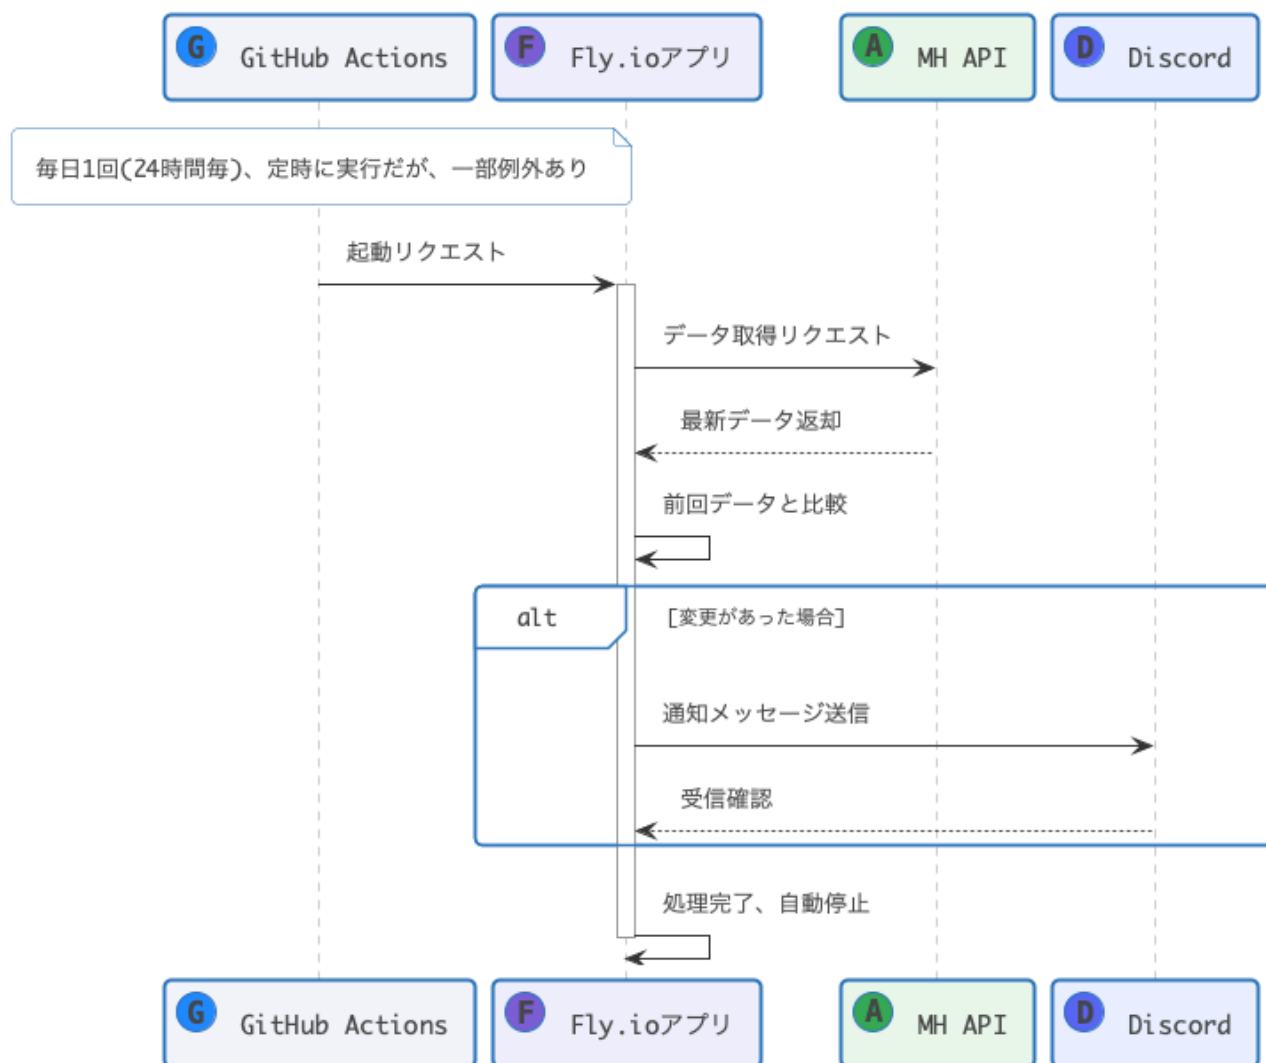 G GitHub Actions
F Fly.ioアプリ
A MH API
D Discord
毎日1回(24時間毎)、定時に実行だが、一部例外あり
起動リクエスト
データ取得リクエスト
最新データ返却
前回データと比較
alt [変更があった場合]
通知メッセージ送信
受信確認
処理完了、自動停止
G GitHub Actions
F Fly.ioアプリ
A MH API
D Discord